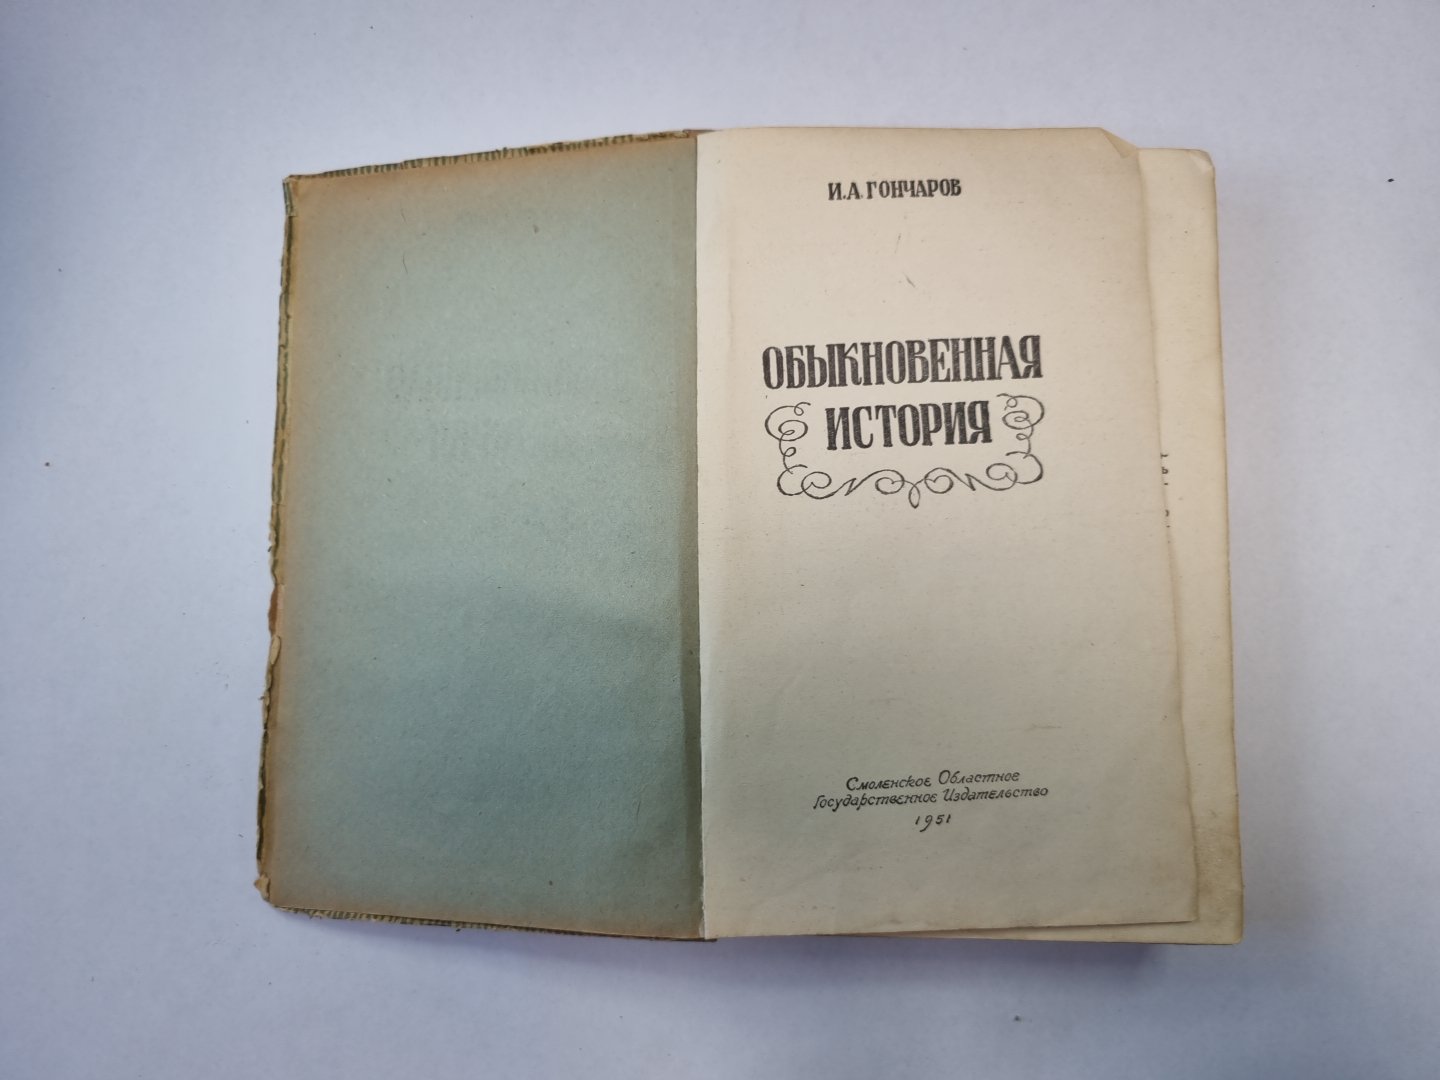 И. А. ГОНЧАРОВ
ОБЫКНОВЕННАЯ
ИСТОРИЯ
Смоленское Областное
Государственное Издательство
1951